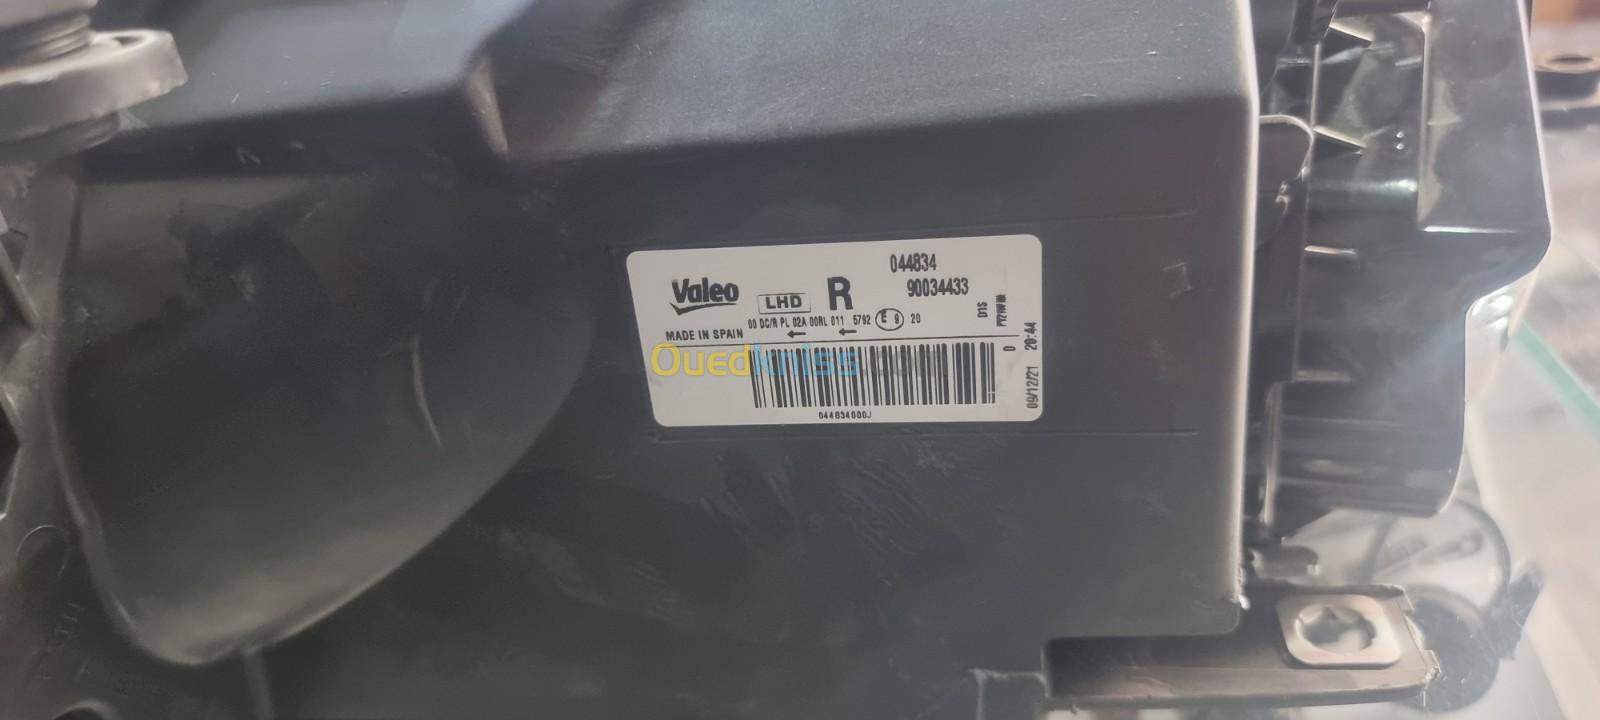 044834
Valeo LHD R 90034433
00 DC/R PL 02A 00RL 011 5792 E 9 20
D1S
MADE IN SPAIN
Ouedkniss.com
044834000J
0
09/12/21 20:44